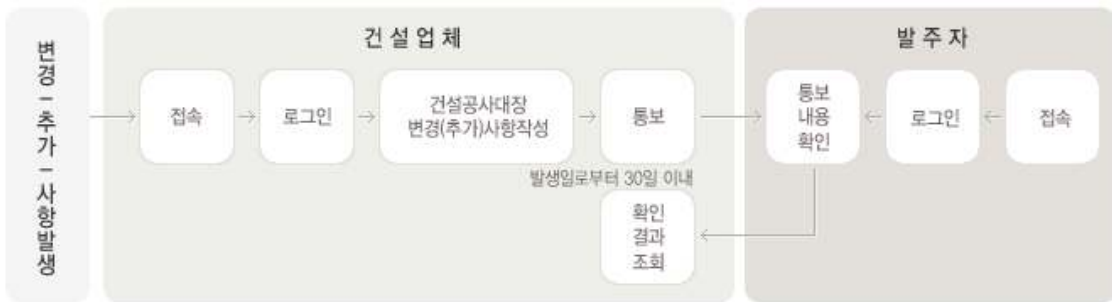 변경-추가-사항발생
건설업체
접속
로그인
건설공사대장
변경(추가)사항작성
통보
발생일로부터 30일 이내
확인
결과
조회
발주자
통보
내용
확인
로그인
접속